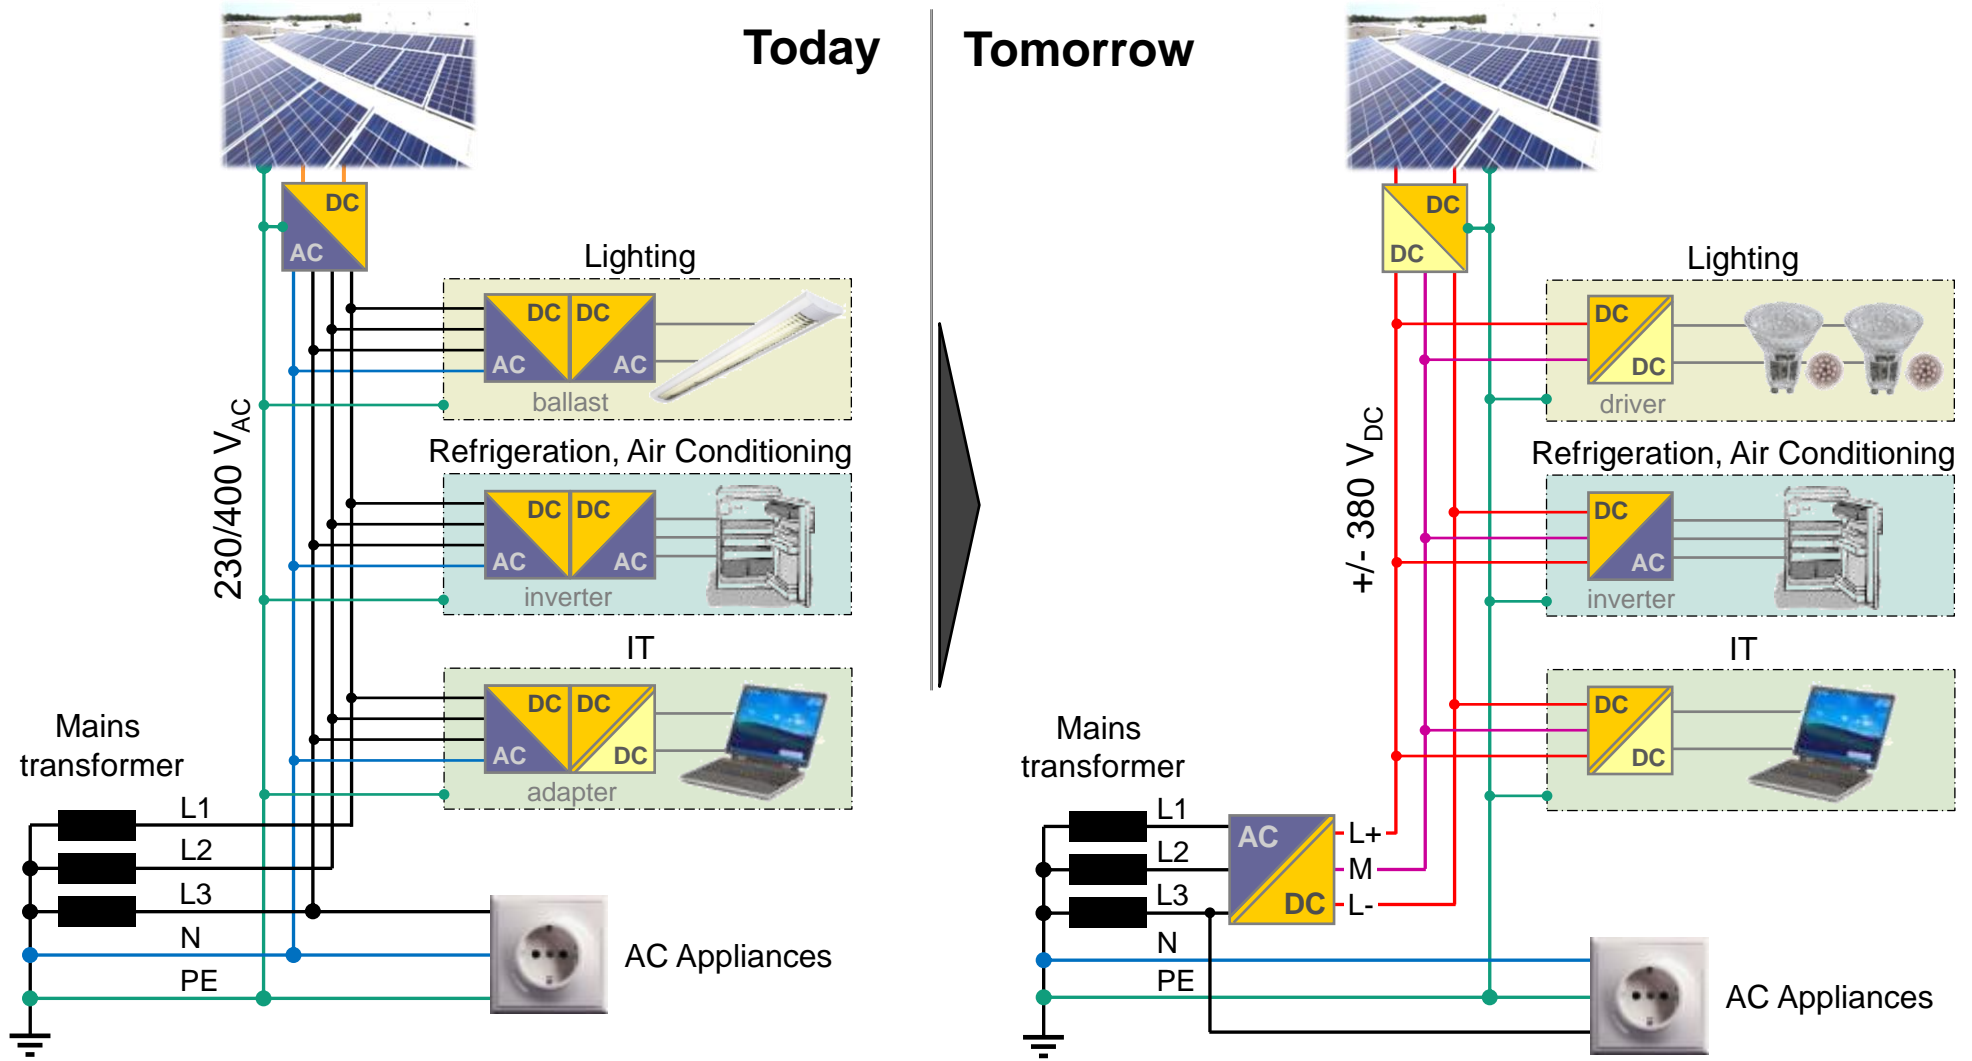 Today
Tomorrow
DC
AC
Lighting
DC DC
AC AC
ballast
230/400 VAC
Refrigeration, Air Conditioning
DC DC
AC AC
inverter
IT
DC DC
AC DC
adapter
Mains
transformer
L1
L2
L3
N
PE
AC Appliances
DC
DC
Lighting
DC
DC
driver
+/- 380 VDC
Refrigeration, Air Conditioning
DC
AC
inverter
IT
DC
DC
Mains
transformer
L1
L2
L3
AC
DC
L+
M
L-
N
PE
AC Appliances